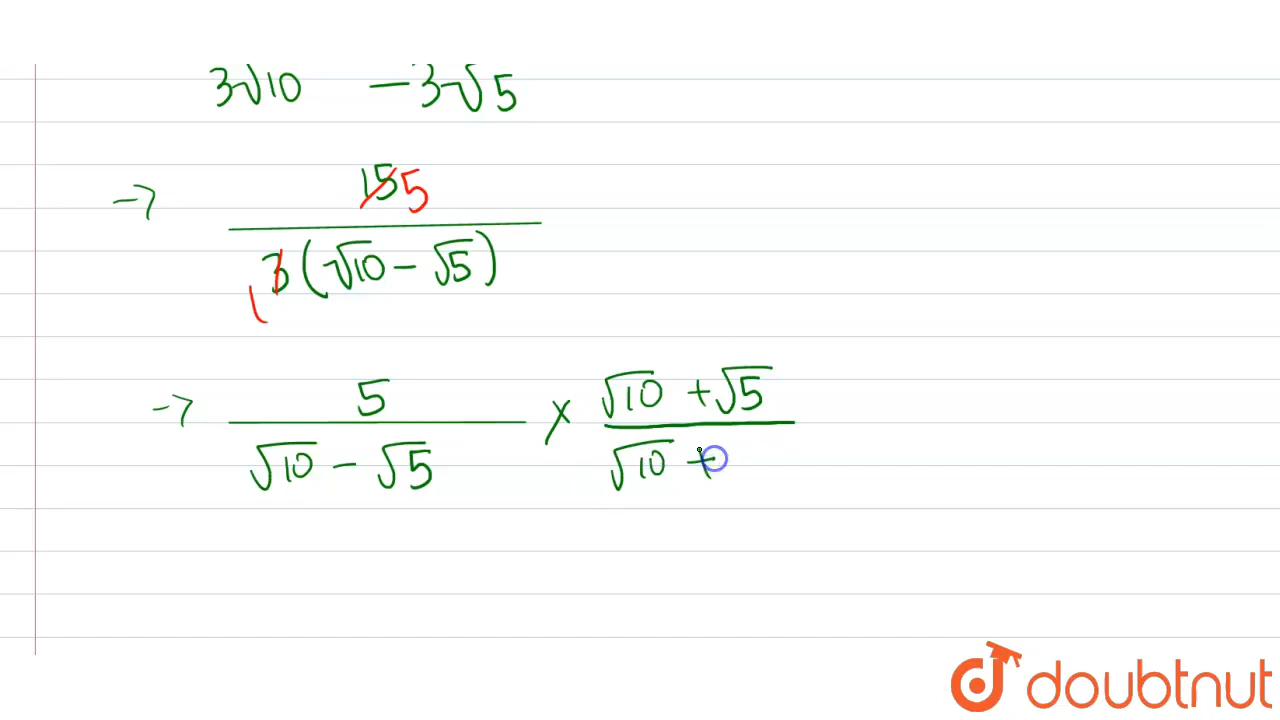 3√10 - 3√5
→ 15 5
1 3 (√10 - √5)
→ 5 × √10 + √5
√10 - √5 √10 +
doubtnut